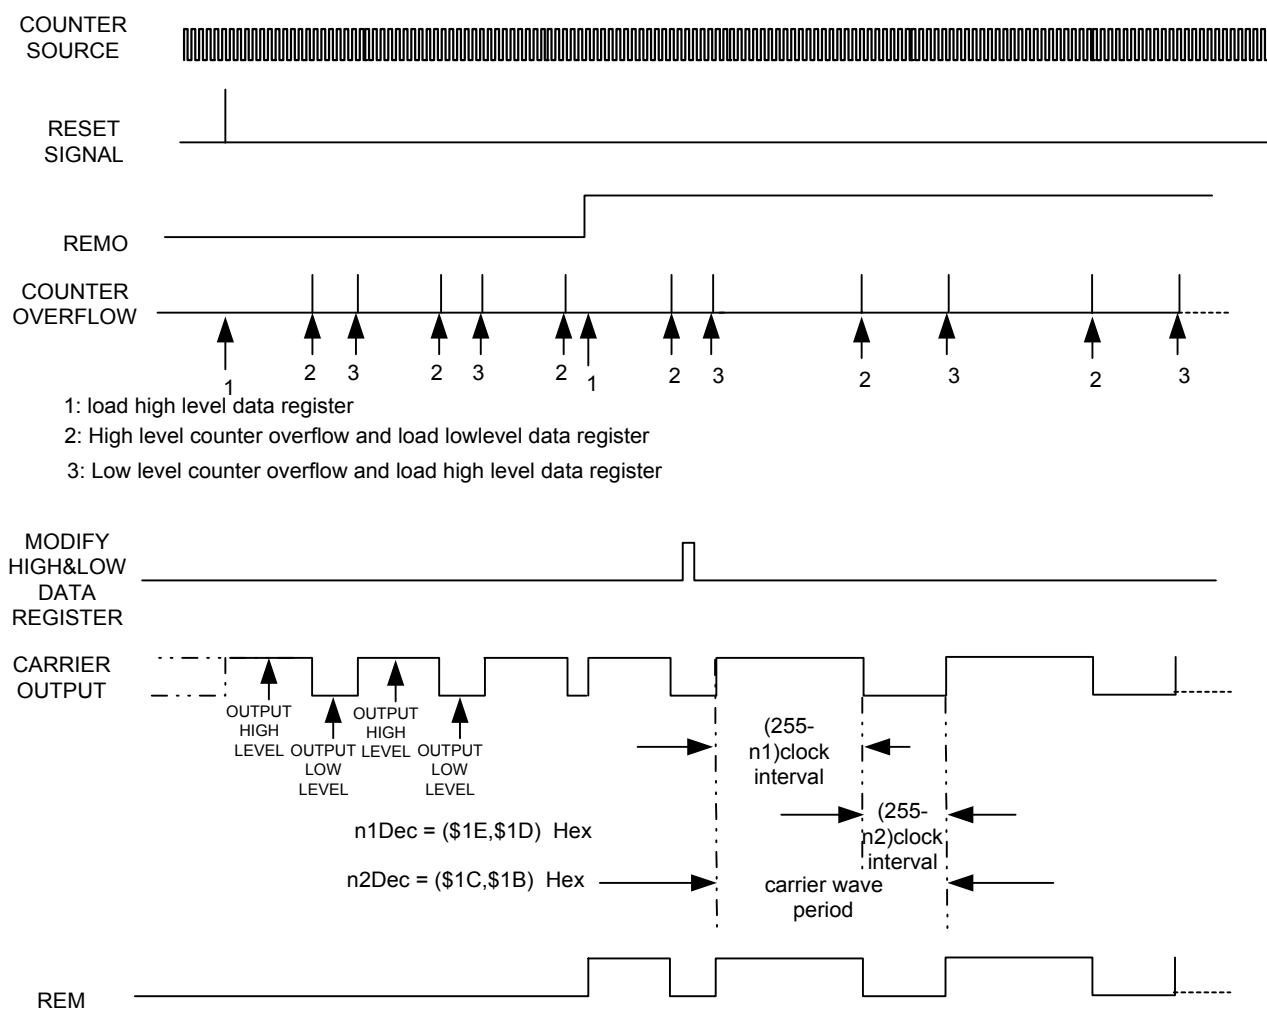 COUNTER
SOURCE
RESET
SIGNAL
REMO
COUNTER
OVERFLOW
1 2 3 2 3 2 1 2 3 2 3 2 3
1: load high level data register
2: High level counter overflow and load lowlevel data register
3: Low level counter overflow and load high level data register
MODIFY
HIGH&LOW
DATA
REGISTER
CARRIER
OUTPUT
OUTPUT
HIGH
LEVEL
OUTPUT
LOW
LEVEL
OUTPUT
HIGH
LEVEL
OUTPUT
LOW
LEVEL
(255-
n1)clock
interval
(255-
n2)clock
interval
n1Dec = ($1E,$1D) Hex
n2Dec = ($1C,$1B) Hex
carrier wave
period
REM